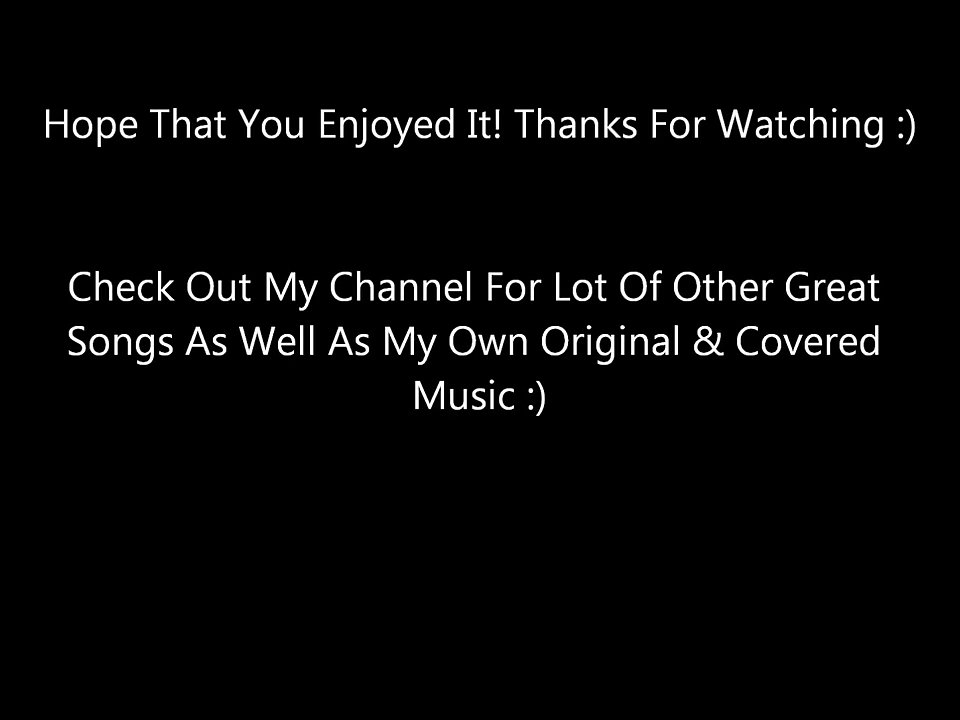 Hope That You Enjoyed It! Thanks For Watching :)
Check Out My Channel For Lot Of Other Great
Songs As Well As My Own Original & Covered
Music :)